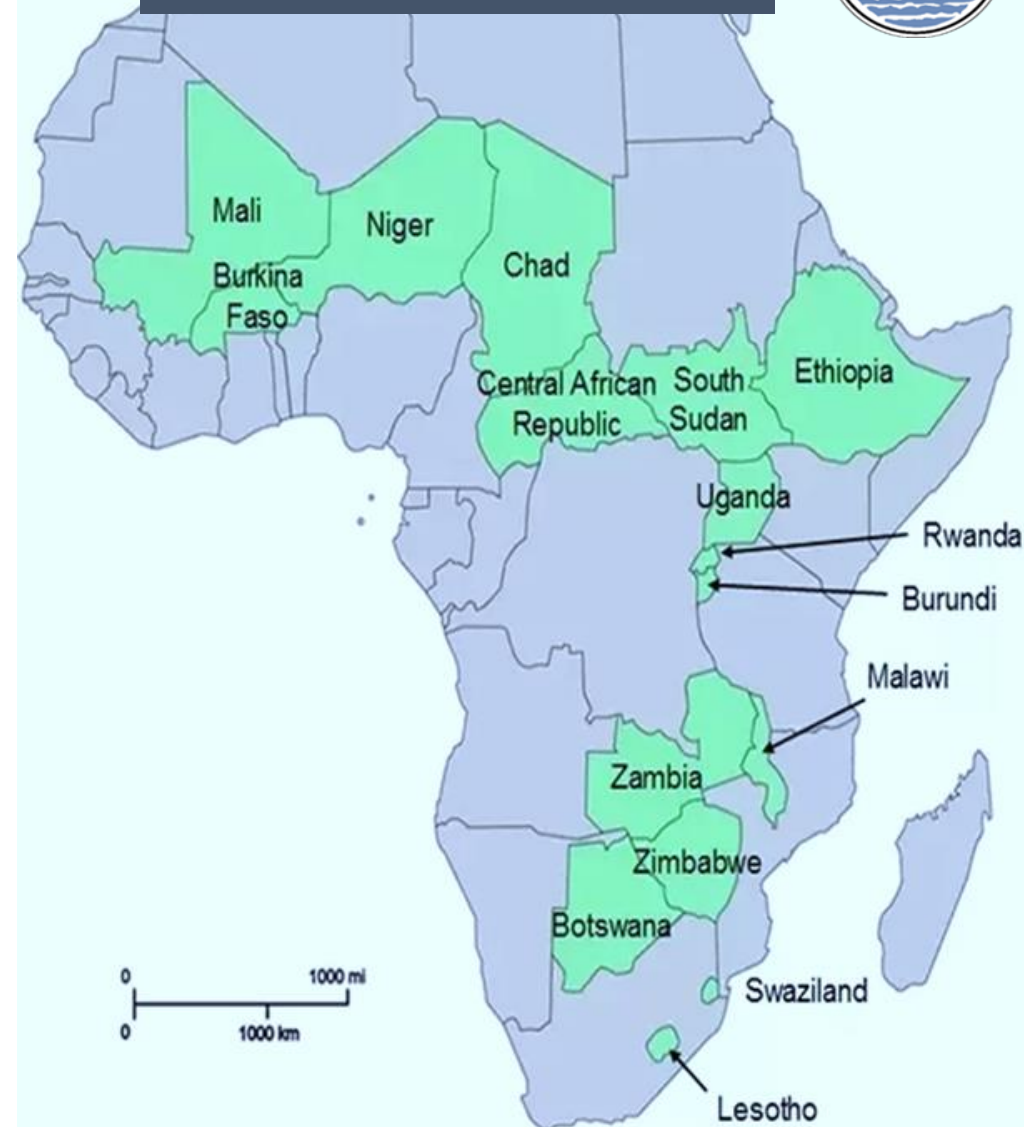 Mali
Niger
Chad
Burkina
Faso
Central African
Republic
South
Sudan
Ethiopia
Uganda
Rwanda
Burundi
Malawi
Zambia
Zimbabwe
Botswana
Swaziland
Lesotho
0 1000 mi
0 1000 km